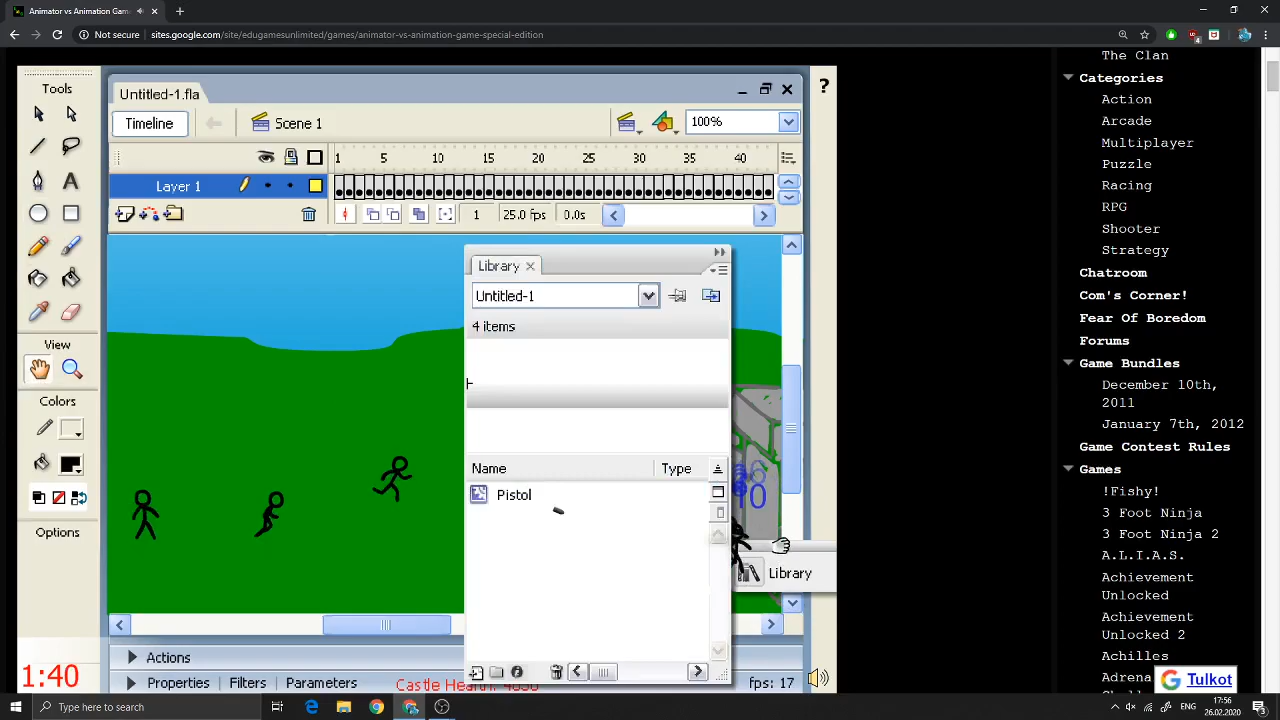 Animator vs Animation Gam
Not secure | sites.google.com/site/edugamesunlimited/games/animator-vs-animation-game-special-edition
Tools
Untitled-1.fla
Timeline
Scene 1
100%
1 5 10 15 20 25 30 35 40
Layer 1
1 25.0 fps 0.0s
View
Colors
Options
Library
Untitled-1
4 items
Name Type
Pistol
Library
1:40
Actions
Properties Filters Parameters
fps: 17
The Clan
Categories
Action
Arcade
Multiplayer
Puzzle
Racing
RPG
Shooter
Strategy
Chatroom
Com's Corner!
Fear Of Boredom
Forums
Game Bundles
December 10th,
2011
January 7th, 2012
Game Contest Rules
Games
!Fishy!
3 Foot Ninja
3 Foot Ninja 2
A.L.I.A.S.
Achievement
Unlocked
Achievement
Unlocked 2
Achilles
Tulkot
Type here to search
ENG
17:56
26.02.2020